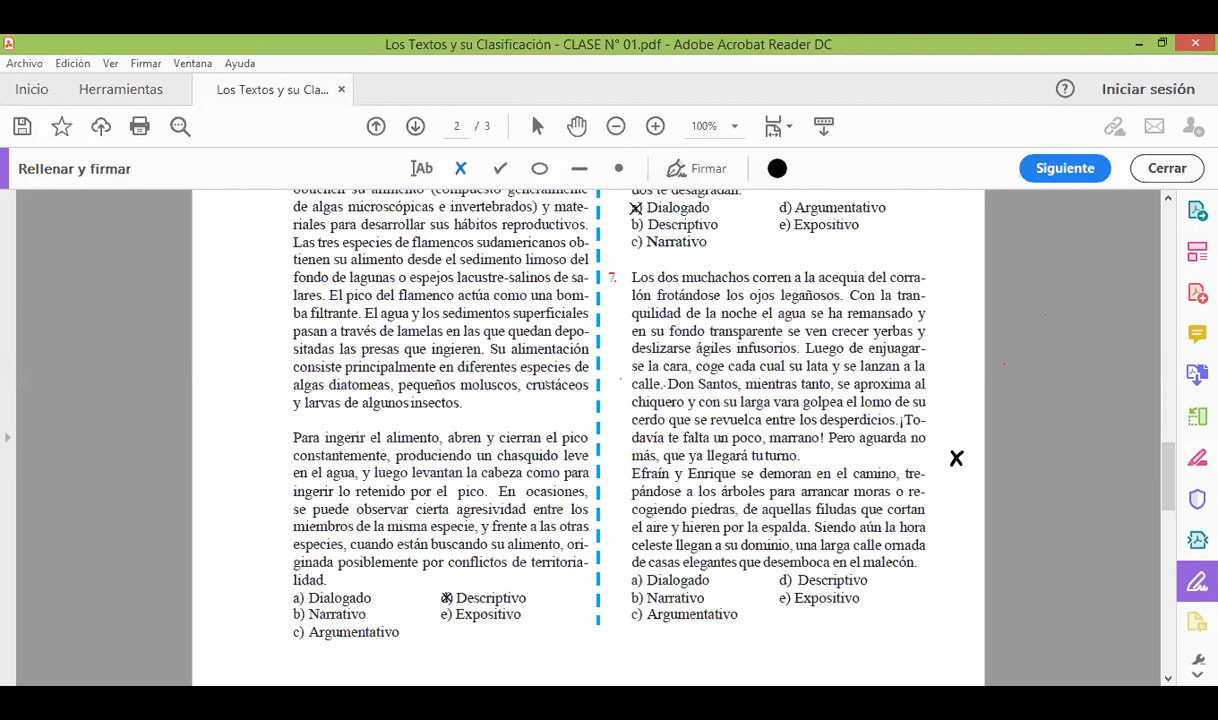 Los Textos y su Clasificación - CLASE N° 01.pdf - Adobe Acrobat Reader DC
Archivo Edición Ver Firmar Ventana Ayuda
Inicio Herramientas Los Textos y su Cla... × Iniciar sesión
2 / 3 100%
Rellenar y firmar Ab Firmar Siguiente Cerrar
obtienen su alimento (compuesto generalmente
de algas microscópicas e invertebrados) y mate-
riales para desarrollar sus hábitos reproductivos.
Las tres especies de flamencos sudamericanos ob-
tienen su alimento desde el sedimento limoso del
fondo de lagunas o espejos lacustre-salinos de sa-
lares. El pico del flamenco actúa como una bom-
ba filtrante. El agua y los sedimentos superficiales
pasan a través de lamelas en las que quedan depo-
sitadas las presas que ingieren. Su alimentación
consiste principalmente en diferentes especies de
algas diatomeas, pequeños moluscos, crustáceos
y larvas de algunos insectos.
Para ingerir el alimento, abren y cierran el pico
constantemente, produciendo un chasquido leve
en el agua, y luego levantan la cabeza como para
ingerir lo retenido por el pico. En ocasiones,
se puede observar cierta agresividad entre los
miembros de la misma especie, y frente a las otras
especies, cuando están buscando su alimento, ori-
ginada posiblemente por conflictos de territoria-
lidad.
a) Dialogado d) Descriptivo
b) Narrativo e) Expositivo
c) Argumentativo
dos te desagradan.
a) Dialogado d) Argumentativo
b) Descriptivo e) Expositivo
c) Narrativo
7. Los dos muchachos corren a la acequia del corra-
lón frotándose los ojos legañosos. Con la tran-
quilidad de la noche el agua se ha remansado y
en su fondo transparente se ven crecer yerbas y
deslizarse ágiles infusorios. Luego de enjuagar-
se la cara, coge cada cual su lata y se lanzan a la
calle. Don Santos, mientras tanto, se aproxima al
chiquero y con su larga vara golpea el lomo de su
cerdo que se revuelca entre los desperdicios.¡To-
davía te falta un poco, marrano! Pero aguarda no
más, que ya llegará tu turno.
Efraín y Enrique se demoran en el camino, tre-
pándose a los árboles para arrancar moras o re-
cogiendo piedras, de aquellas filudas que cortan
el aire y hieren por la espalda. Siendo aún la hora
celeste llegan a su dominio, una larga calle ornada
de casas elegantes que desemboca en el malecón.
a) Dialogado d) Descriptivo
b) Narrativo e) Expositivo
c) Argumentativo